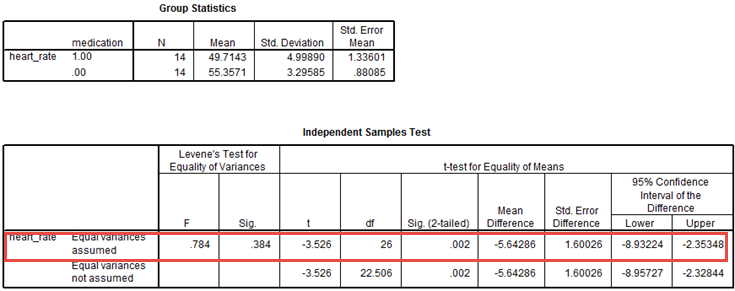 Group Statistics
medication N Mean Std. Deviation Std. Error Mean
heart_rate 1.00 14 49.7143 4.99890 1.33601
.00 14 55.3571 3.29585 .88085
Independent Samples Test
Levene's Test for Equality of Variances t-test for Equality of Means
95% Confidence Interval of the Difference
F Sig. t df Sig. (2-tailed) Mean Difference Std. Error Difference Lower Upper
heart_rate Equal variances assumed .784 .384 -3.526 26 .002 -5.64286 1.60026 -8.93224 -2.35348
Equal variances not assumed -3.526 22.506 .002 -5.64286 1.60026 -8.95727 -2.32844